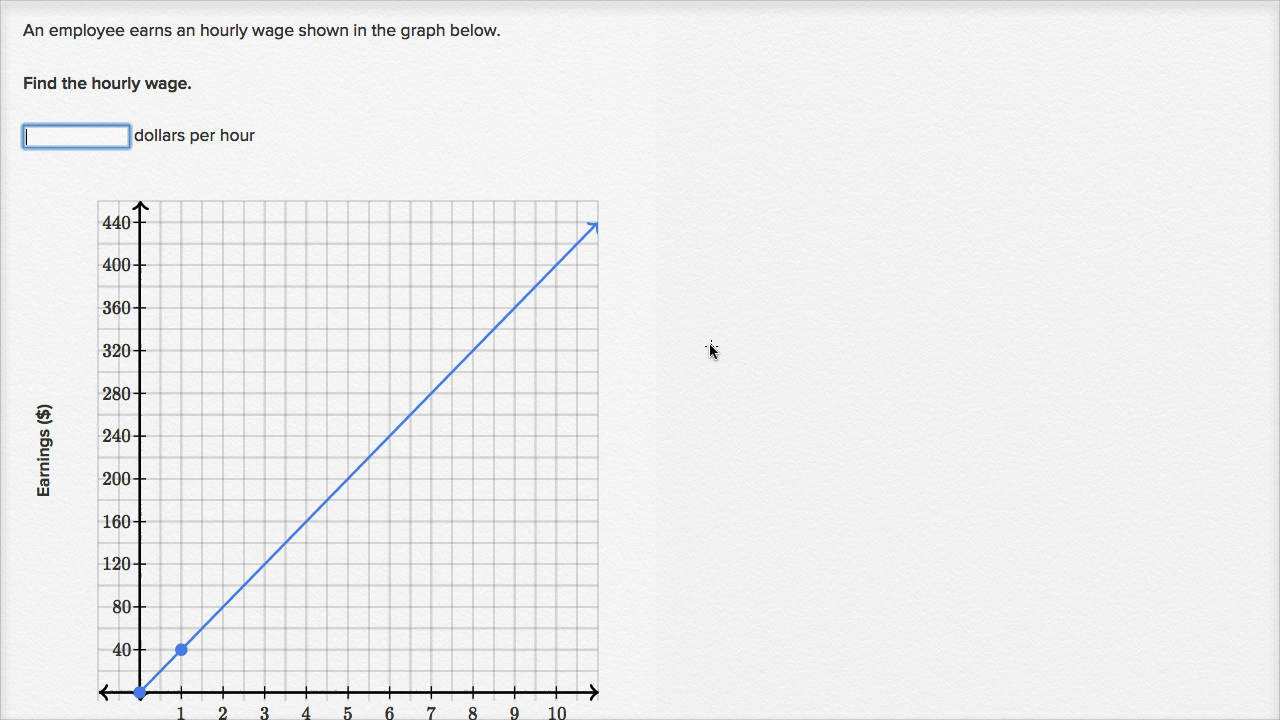 An employee earns an hourly wage shown in the graph below.
Find the hourly wage.
dollars per hour
440
400
360
320
280
240
200
160
120
80
40
Earnings ($)
1 2 3 4 5 6 7 8 9 10